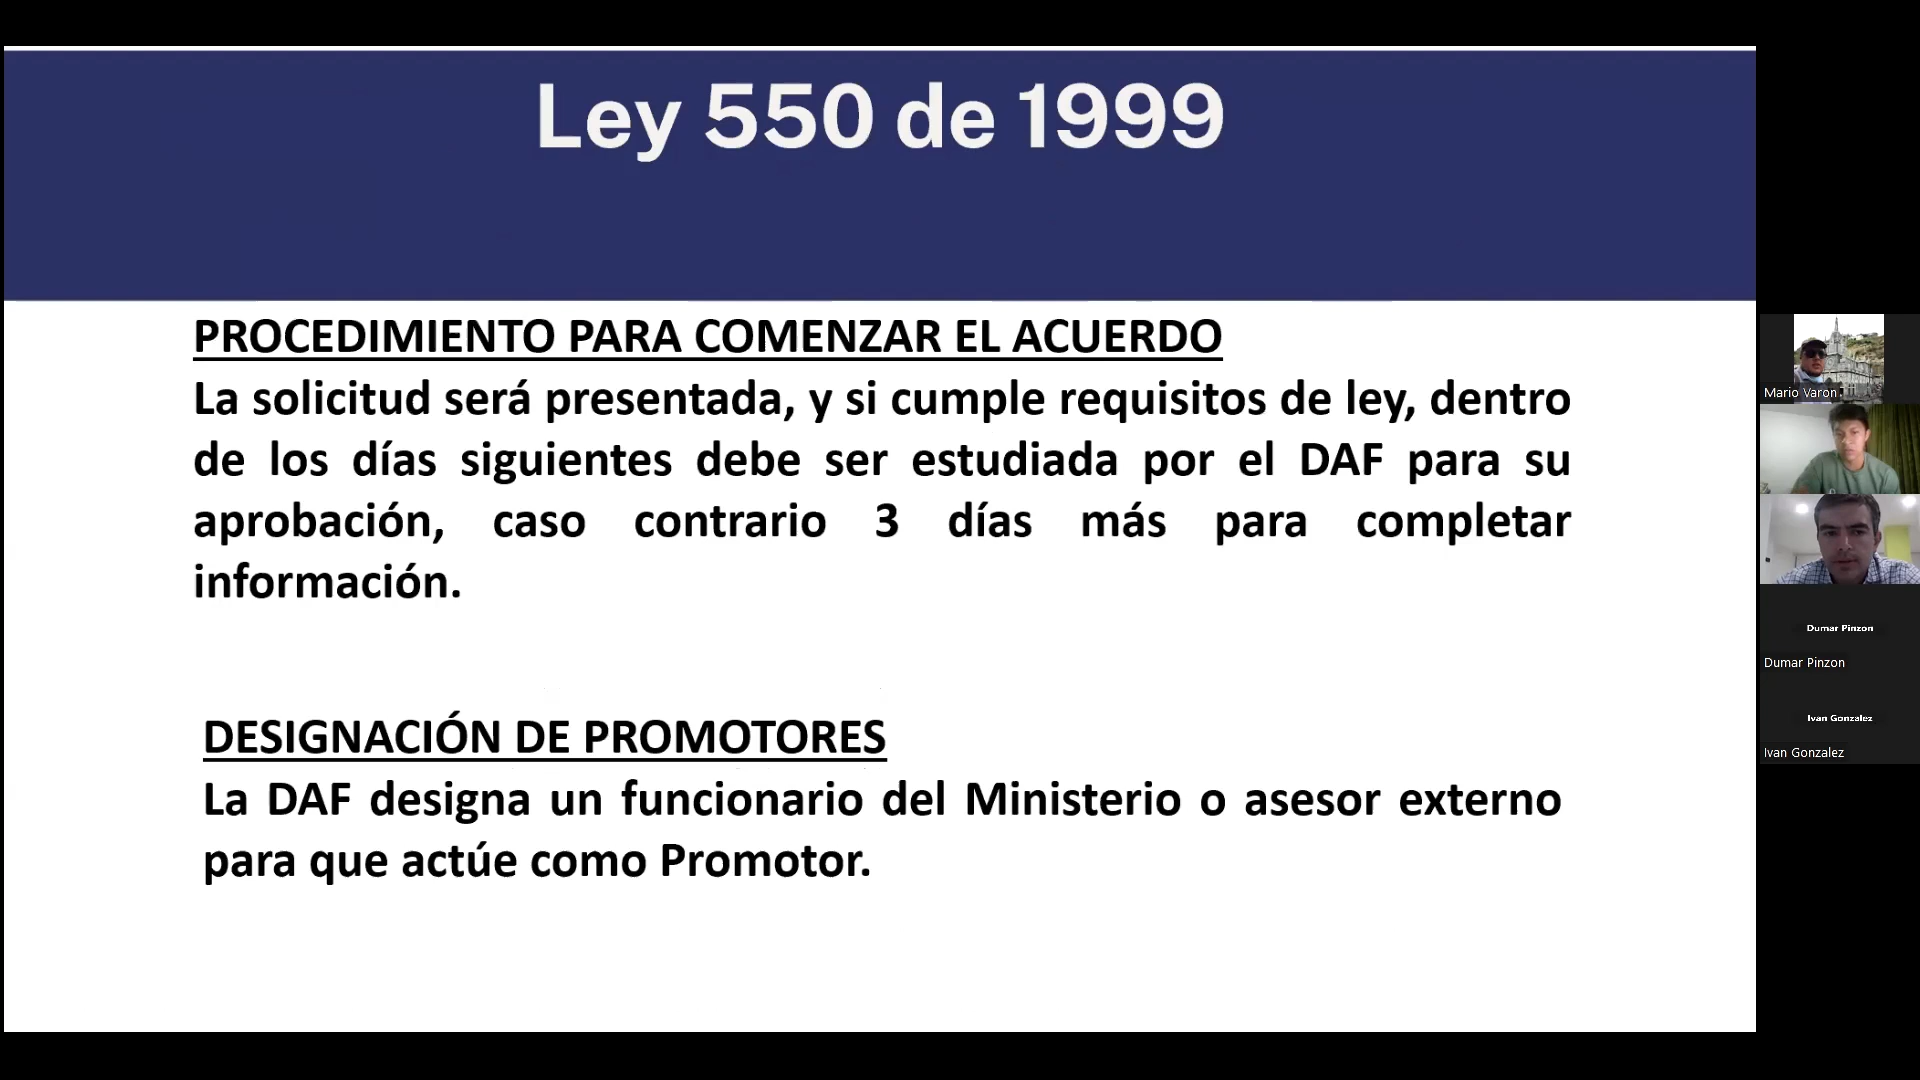 Ley 550 de 1999
PROCEDIMIENTO PARA COMENZAR EL ACUERDO
La solicitud será presentada, y si cumple requisitos de ley, dentro
de los días siguientes debe ser estudiada por el DAF para su
aprobación, caso contrario 3 días más para completar
información.
DESIGNACIÓN DE PROMOTORES
La DAF designa un funcionario del Ministerio o asesor externo
para que actúe como Promotor.
Mario Varon
Dumar Pinzon
Dumar Pinzon
Ivan Gonzalez
Ivan Gonzalez